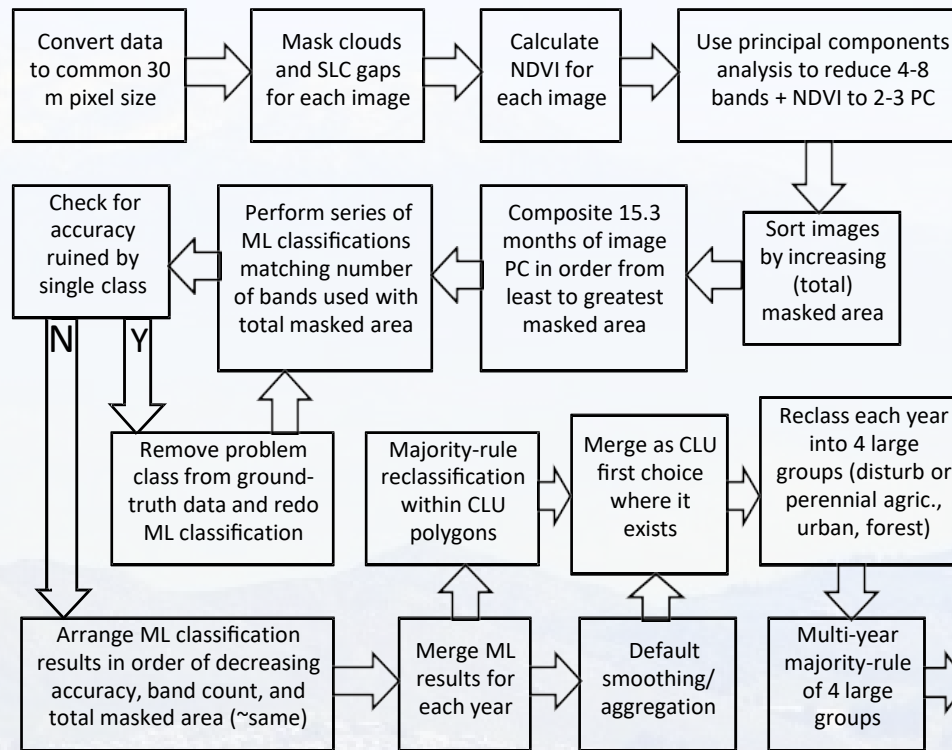 Convert data
to common 30
m pixel size
Mask clouds
and SLC gaps
for each image
Calculate
NDVI for
each image
Use principal components
analysis to reduce 4-8
bands + NDVI to 2-3 PC
Sort images
by increasing
(total)
masked area
Composite 15.3
months of image
PC in order from
least to greatest
masked area
Perform series of
ML classifications
matching number
of bands used with
total masked area
Check for
accuracy
ruined by
single class
N
Y
Remove problem
class from ground-
truth data and redo
ML classification
Arrange ML classification
results in order of decreasing
accuracy, band count, and
total masked area (~same)
Merge ML
results for
each year
Majority-rule
reclassification
within CLU
polygons
Default
smoothing/
aggregation
Merge as CLU
first choice
where it
exists
Reclass each year
into 4 large
groups (disturb or
perennial agric.,
urban, forest)
Multi-year
majority-rule
of 4 large
groups